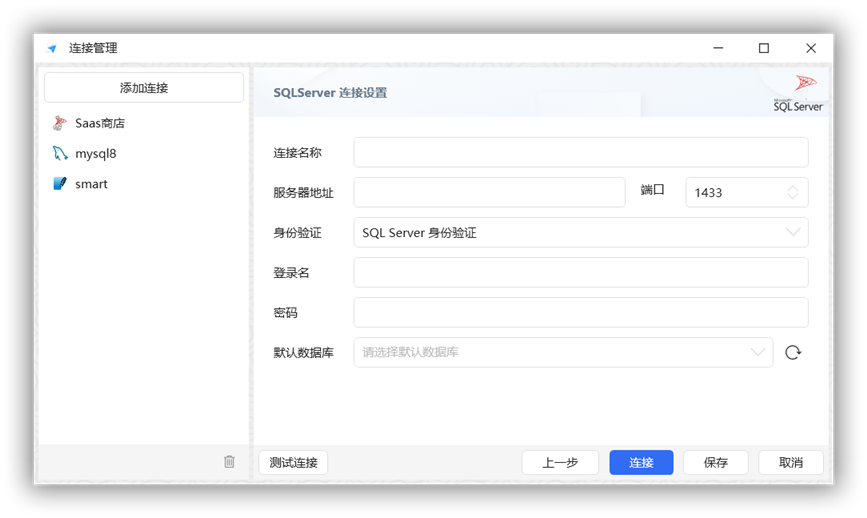 连接管理
添加连接
Saas商店
mysql8
smart
SQLServer 连接设置
Microsoft
SQL Server
连接名称
服务器地址
端口
1433
身份验证
SQL Server 身份验证
登录名
密码
默认数据库
请选择默认数据库
测试连接
上一步
连接
保存
取消